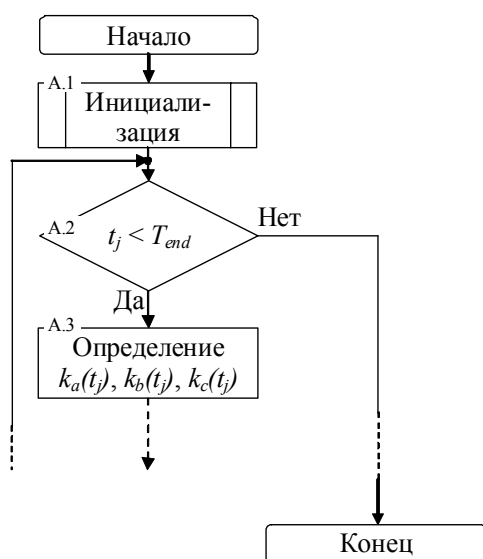 Начало
A.1
Инициали-
зация
A.2
t_j < T_end
Нет
Да
A.3
Определение
k_a(t_j), k_b(t_j), k_c(t_j)
Конец